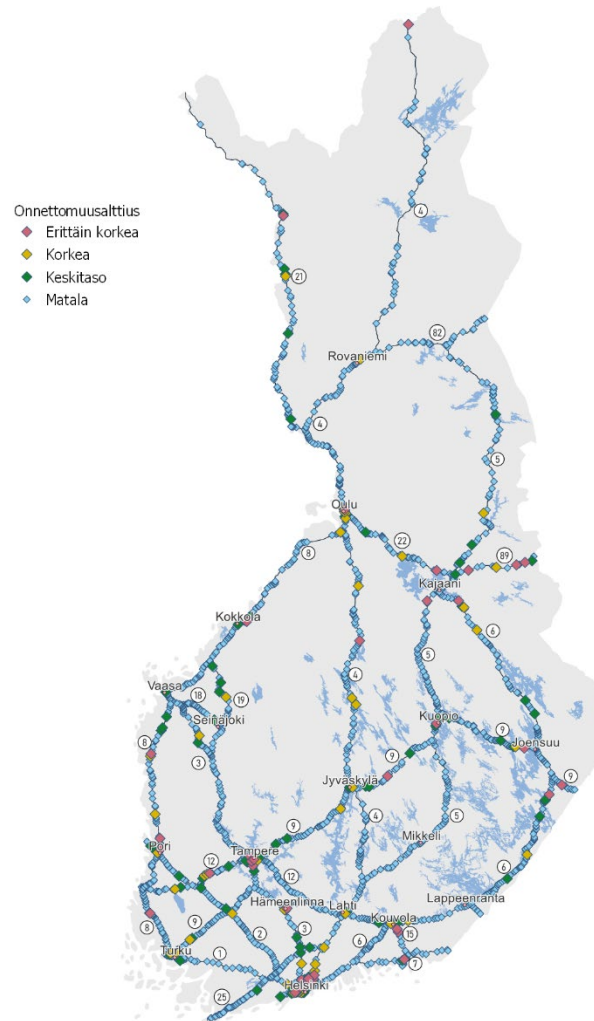 Onnettomuusalttius
Erittäin korkea
Korkea
Keskitaso
Matala
4
21
82
Rovaniemi
4
5
Oulu
8
22
89
Kajaani
Kokkola
6
5
Vaasa
18
19
4
Seinäjoki
Kuopio
9
Joensuu
8
3
9
9
Jyväskylä
9
4
Mikkeli
5
Pori
Tampere
12
12
6
Hämeenlinna
Lahti
Lappeenranta
Kouvola
8
9
2
3
6
15
Turku
1
7
Helsinki
25